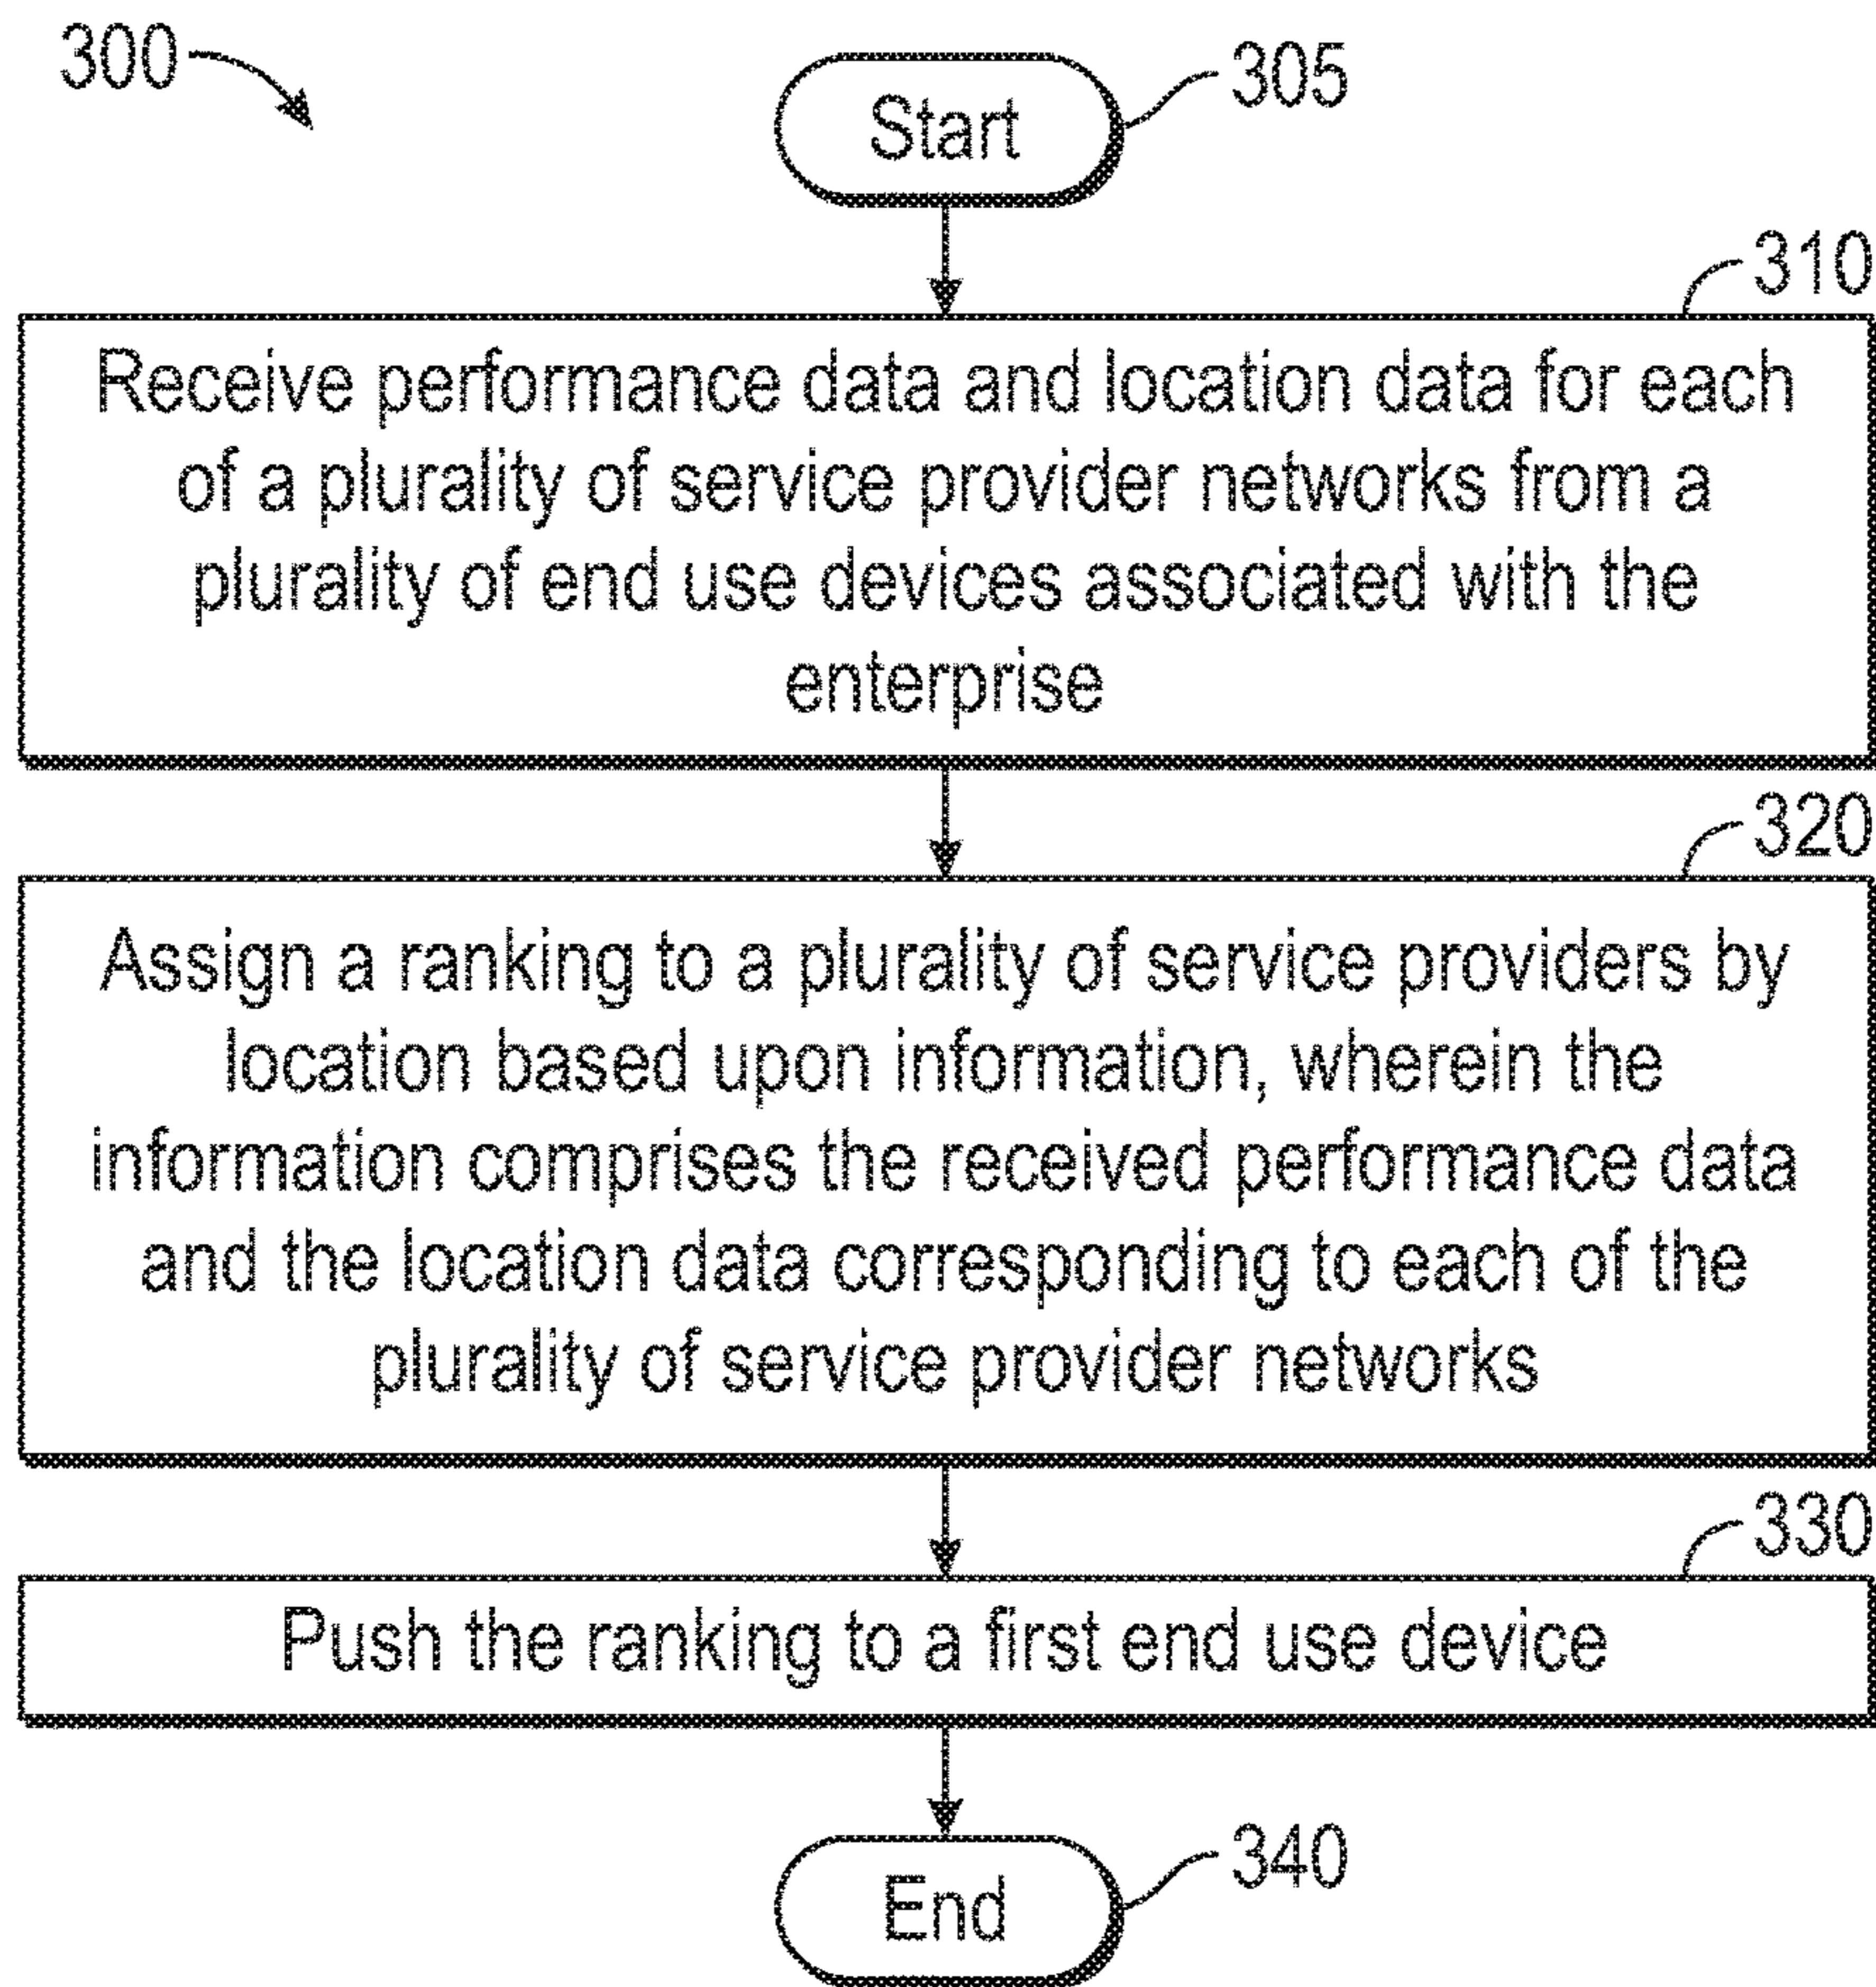 300
Start
305
310
Receive performance data and location data for each
of a plurality of service provider networks from a
plurality of end use devices associated with the
enterprise
320
Assign a ranking to a plurality of service providers by
location based upon information, wherein the
information comprises the received performance data
and the location data corresponding to each of the
plurality of service provider networks
330
Push the ranking to a first end use device
End
340